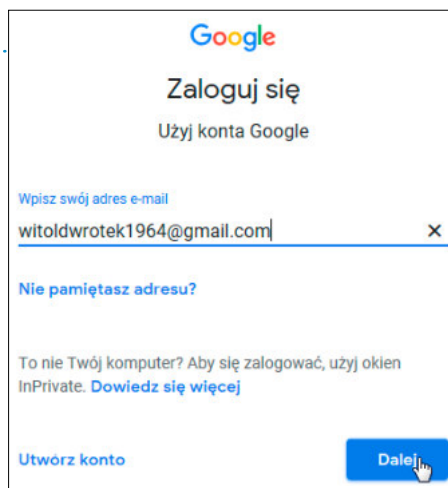 Google
Zaloguj się
Użyj konta Google
Wpisz swój adres e-mail
witoldwrotek1964@gmail.com
Nie pamiętasz adresu?
To nie Twój komputer? Aby się zalogować, użyj okien
InPrivate. Dowiedz się więcej
Utwórz konto
Dalej